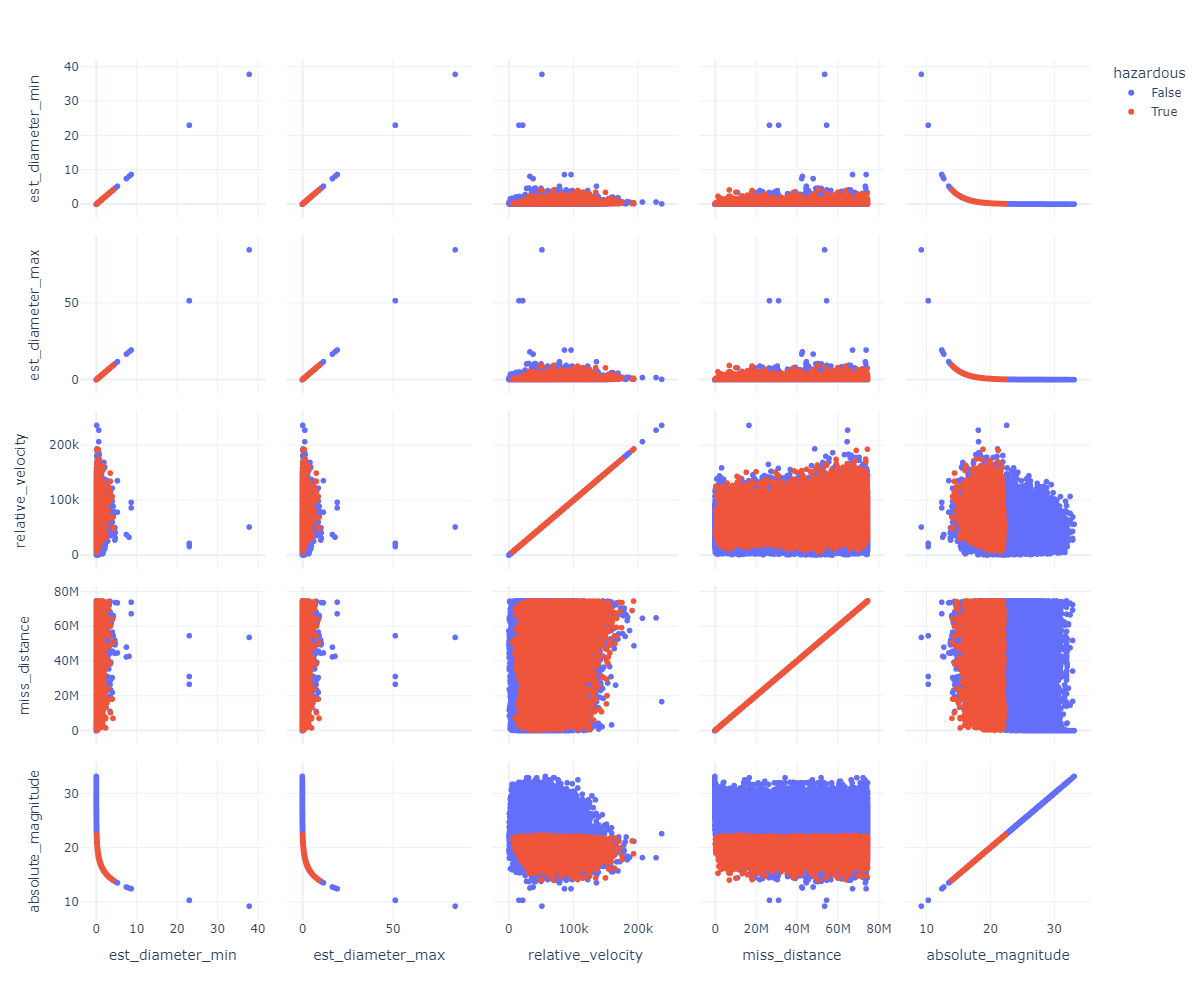 hazardous
False
True
est_diameter_min
40
30
20
10
0
est_diameter_max
50
0
relative_velocity
200k
100k
0
miss_distance
80M
60M
40M
20M
0
absolute_magnitude
30
20
10
0 10 20 30 40 0 50 0 100k 200k 0 20M 40M 60M 80M 10 20 30
est_diameter_min est_diameter_max relative_velocity miss_distance absolute_magnitude